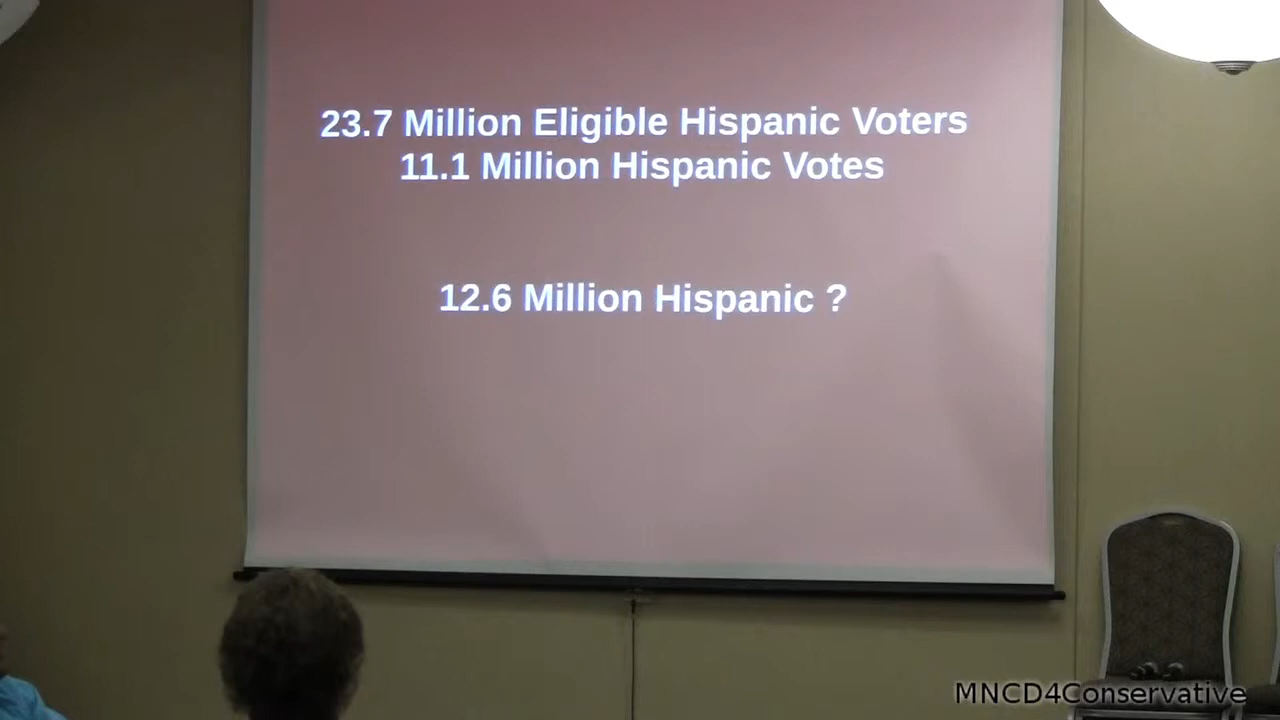 23.7 Million Eligible Hispanic Voters
11.1 Million Hispanic Votes
12.6 Million Hispanic ?
MNCD4Conservative